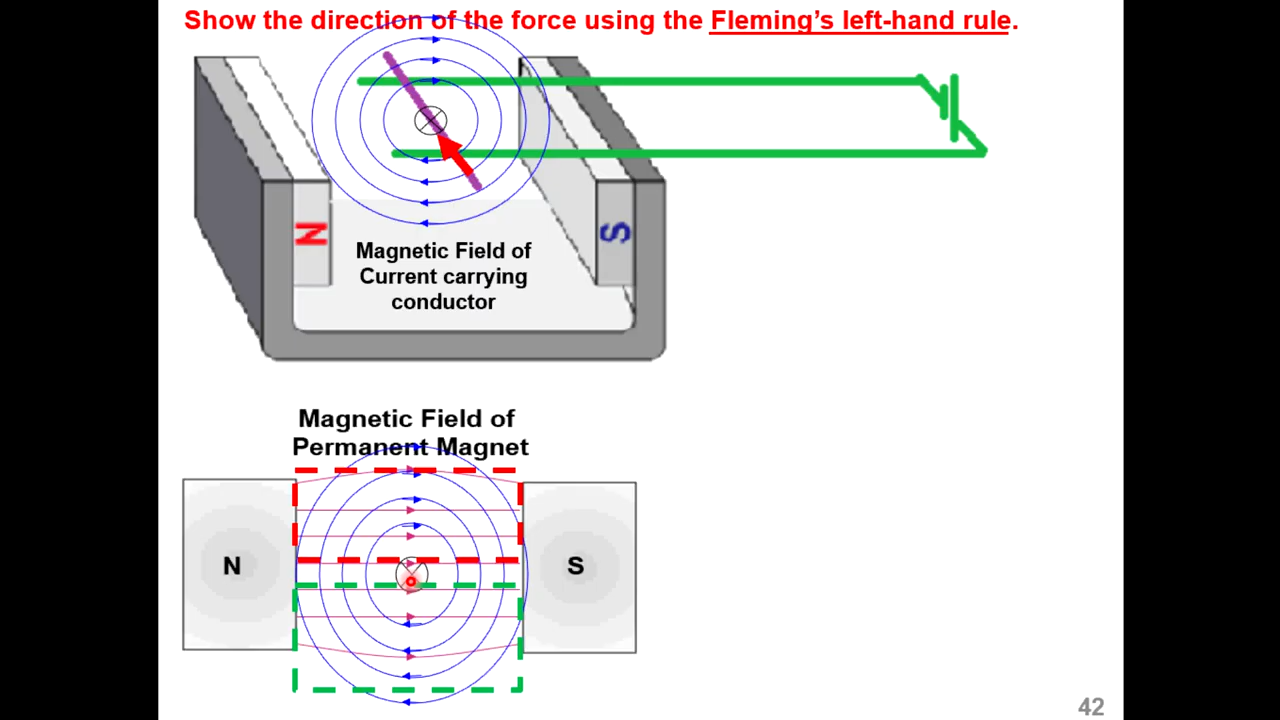 Show the direction of the force using the Fleming's left-hand rule.
N
S
Magnetic Field of
Current carrying
conductor
Magnetic Field of
Permanent Magnet
N
S
42